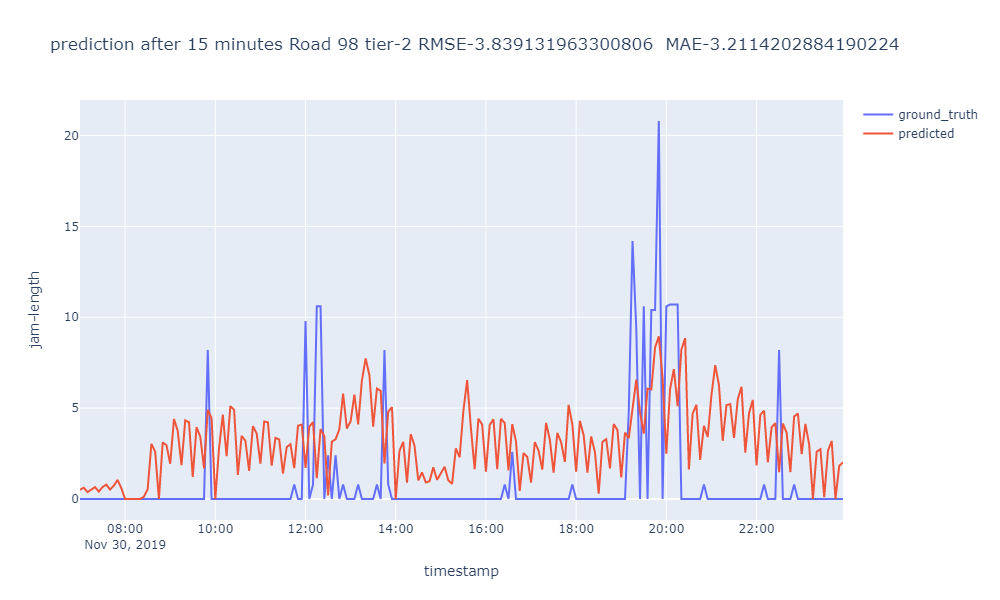 prediction after 15 minutes Road 98 tier-2 RMSE-3.839131963300806  MAE-3.2114202884190224
ground_truth
predicted
jam-length
20
15
10
5
0
08:00 10:00 12:00 14:00 16:00 18:00 20:00 22:00
Nov 30, 2019
timestamp